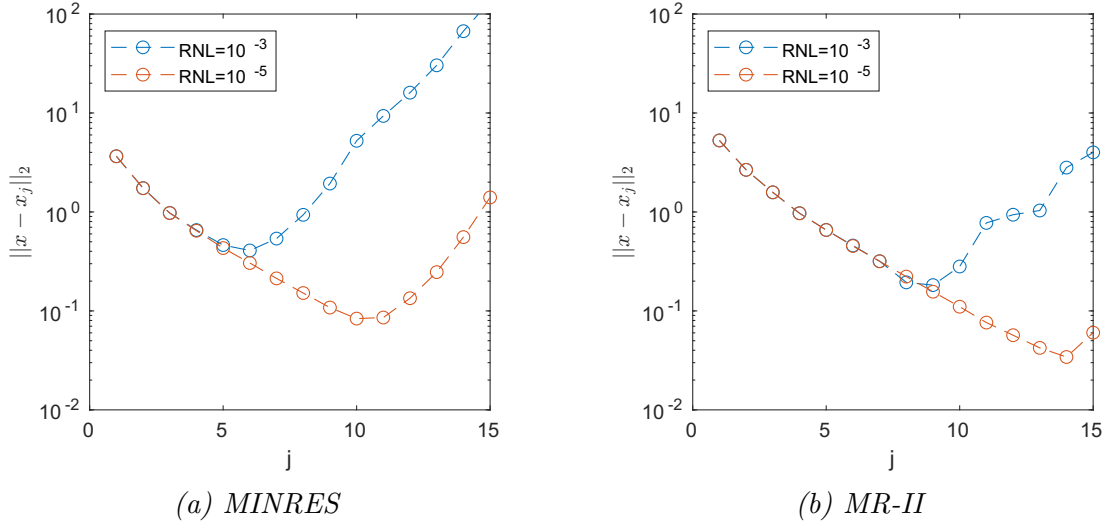 10^2
10^1
10^0
10^-1
10^-2
||x − x_j||_2
RNL=10^-3
RNL=10^-5
0
5
10
15
j
(a) MINRES
10^2
10^1
10^0
10^-1
10^-2
||x − x_j||_2
RNL=10^-3
RNL=10^-5
0
5
10
15
j
(b) MR-II